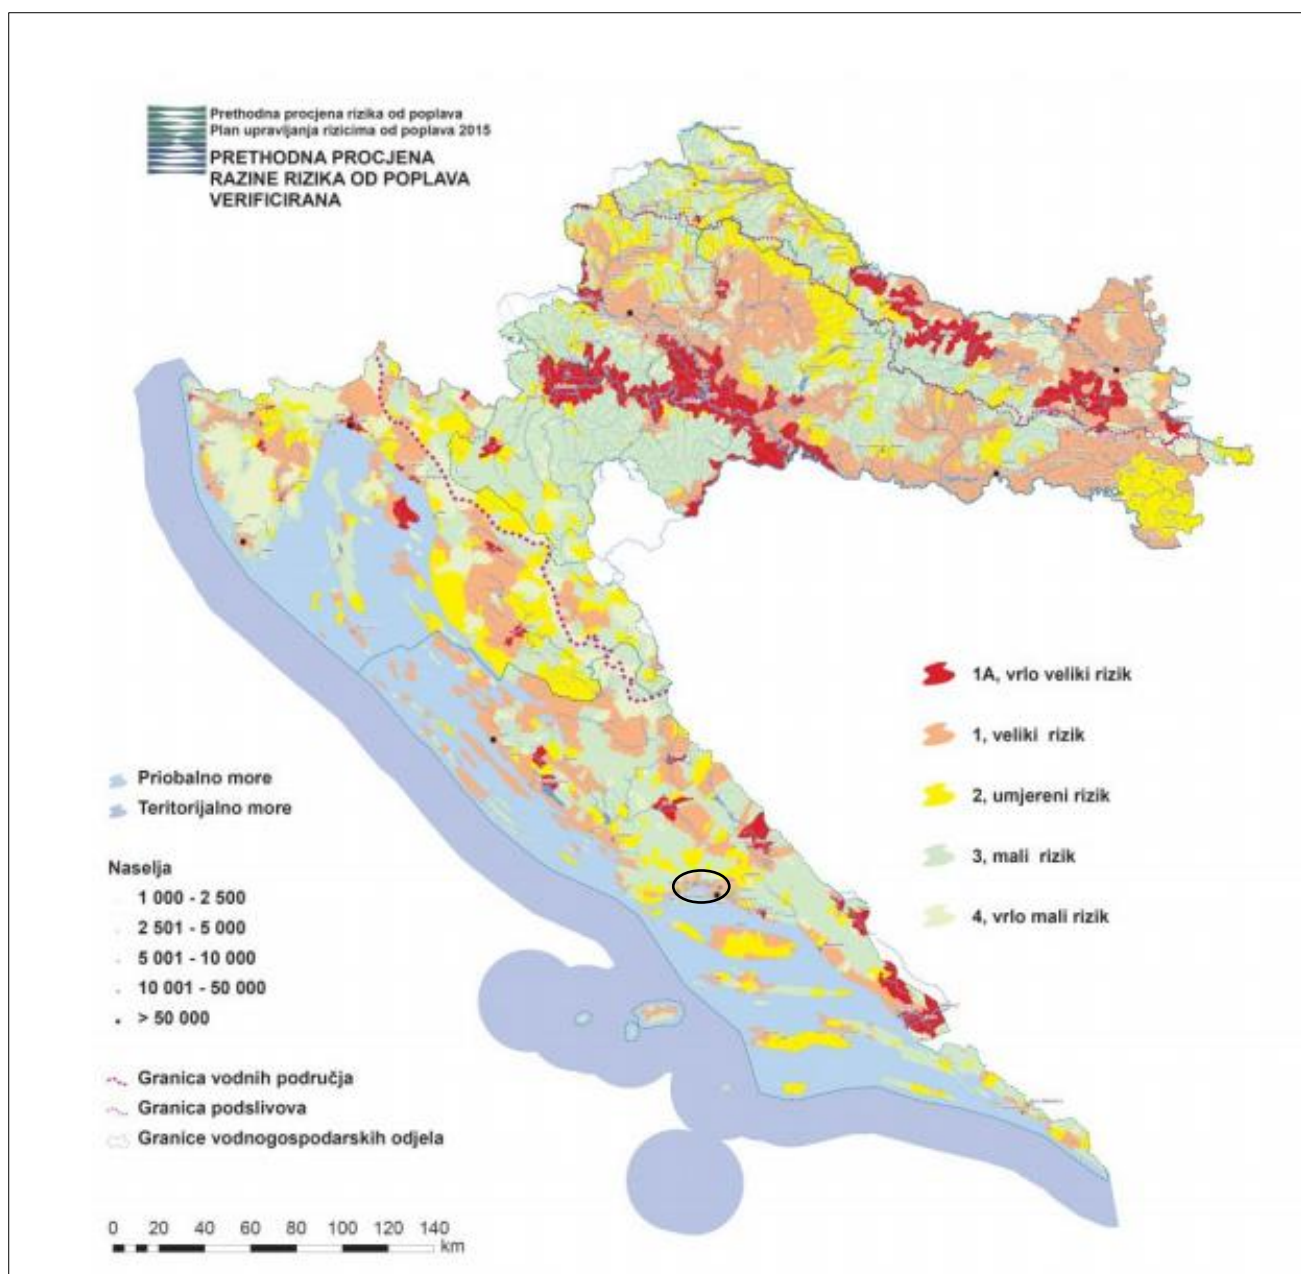 Prethodna procjena rizika od poplava
Plan upravljanja rizicima od poplava 2015
PRETHODNA PROCJENA
RAZINE RIZIKA OD POPLAVA
VERIFICIRANA
1A, vrlo veliki rizik
1, veliki rizik
2, umjereni rizik
3, mali rizik
4, vrlo mali rizik
Priobalno more
Teritorijalno more
Naselja
1 000 - 2 500
2 501 - 5 000
5 001 - 10 000
10 001 - 50 000
> 50 000
Granica vodnih područja
Granica podslivova
Granice vodnogospodarskih odjela
0 20 40 60 80 100 120 140
km